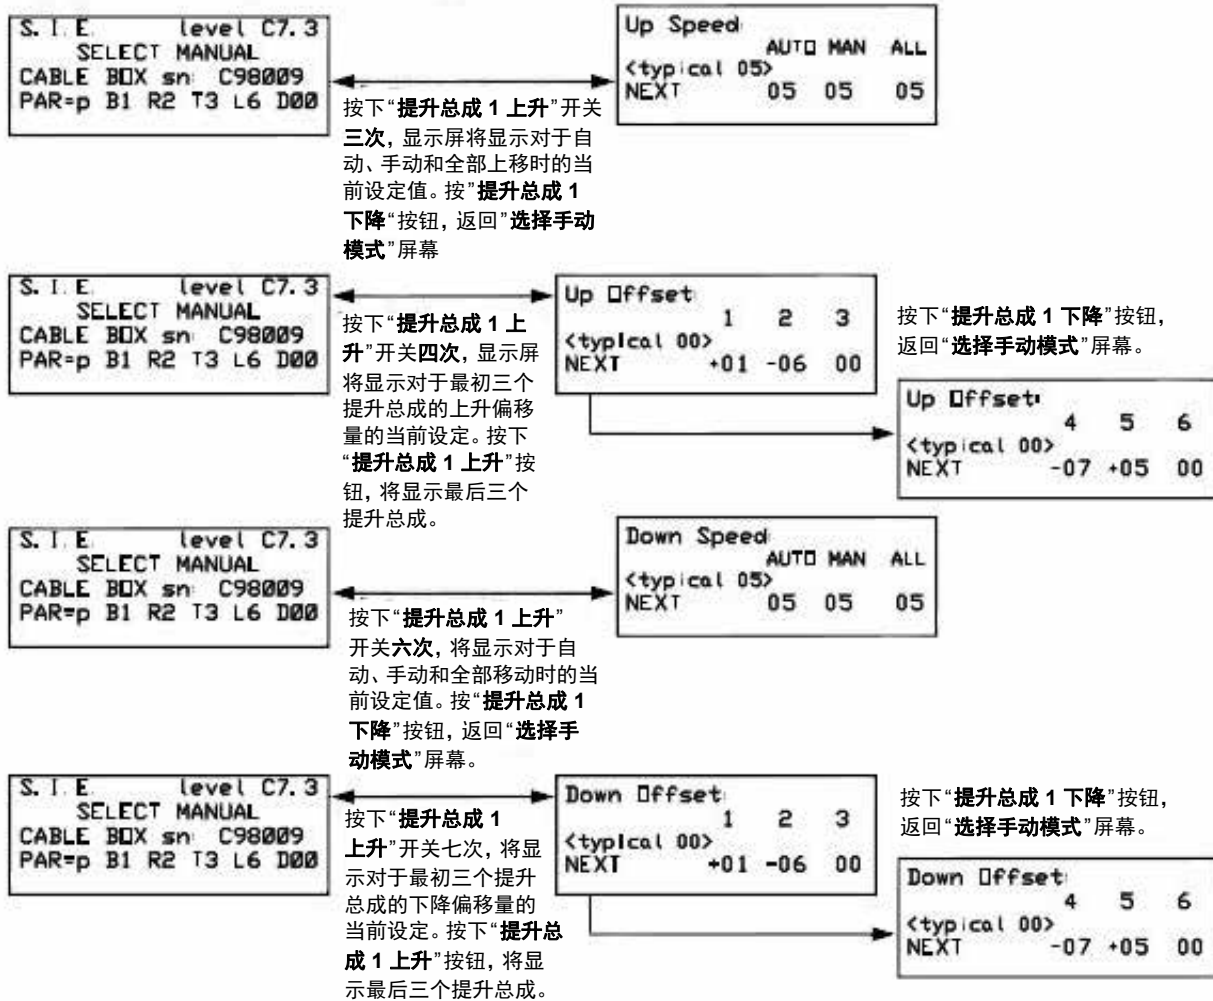 S. I. E. level C7.3
SELECT MANUAL
CABLE BOX sn: C98009
PAR=p B1 R2 T3 L6 D00
按下“提升总成 1 上升”开关
三次，显示屏将显示对于自
动、手动和全部上移时的当
前设定值。按”提升总成 1
下降“按钮，返回”选择手动
模式”屏幕
Up Speed:
AUTO MAN ALL
<typical 05>
NEXT 05 05 05
S. I. E. level C7.3
SELECT MANUAL
CABLE BOX sn: C98009
PAR=p B1 R2 T3 L6 D00
按下“提升总成 1 上
升”开关四次，显示屏
将显示对于最初三个
提升总成的上升偏移
量的当前设定。按下
“提升总成 1 上升”按
钮，将显示最后三个
提升总成。
Up Offset:
1 2 3
<typical 00>
NEXT +01 -06 00
按下“提升总成 1 下降”按钮，
返回“选择手动模式”屏幕。
Up Offset:
4 5 6
<typical 00>
NEXT -07 +05 00
S. I. E. level C7.3
SELECT MANUAL
CABLE BOX sn: C98009
PAR=p B1 R2 T3 L6 D00
按下“提升总成 1 上升”
开关六次，将显示对于自
动、手动和全部移动时的当
前设定值。按“提升总成 1
下降”按钮，返回“选择手
动模式”屏幕。
Down Speed:
AUTO MAN ALL
<typical 05>
NEXT 05 05 05
S. I. E. level C7.3
SELECT MANUAL
CABLE BOX sn: C98009
PAR=p B1 R2 T3 L6 D00
按下“提升总成 1
上升”开关七次，将显
示对于最初三个提升
总成的下降偏移量的
当前设定。按下“提升总
成 1 上升”按钮，将显
示最后三个提升总成。
Down Offset:
1 2 3
<typical 00>
NEXT +01 -06 00
按下“提升总成 1 下降”按钮，
返回“选择手动模式”屏幕。
Down Offset:
4 5 6
<typical 00>
NEXT -07 +05 00